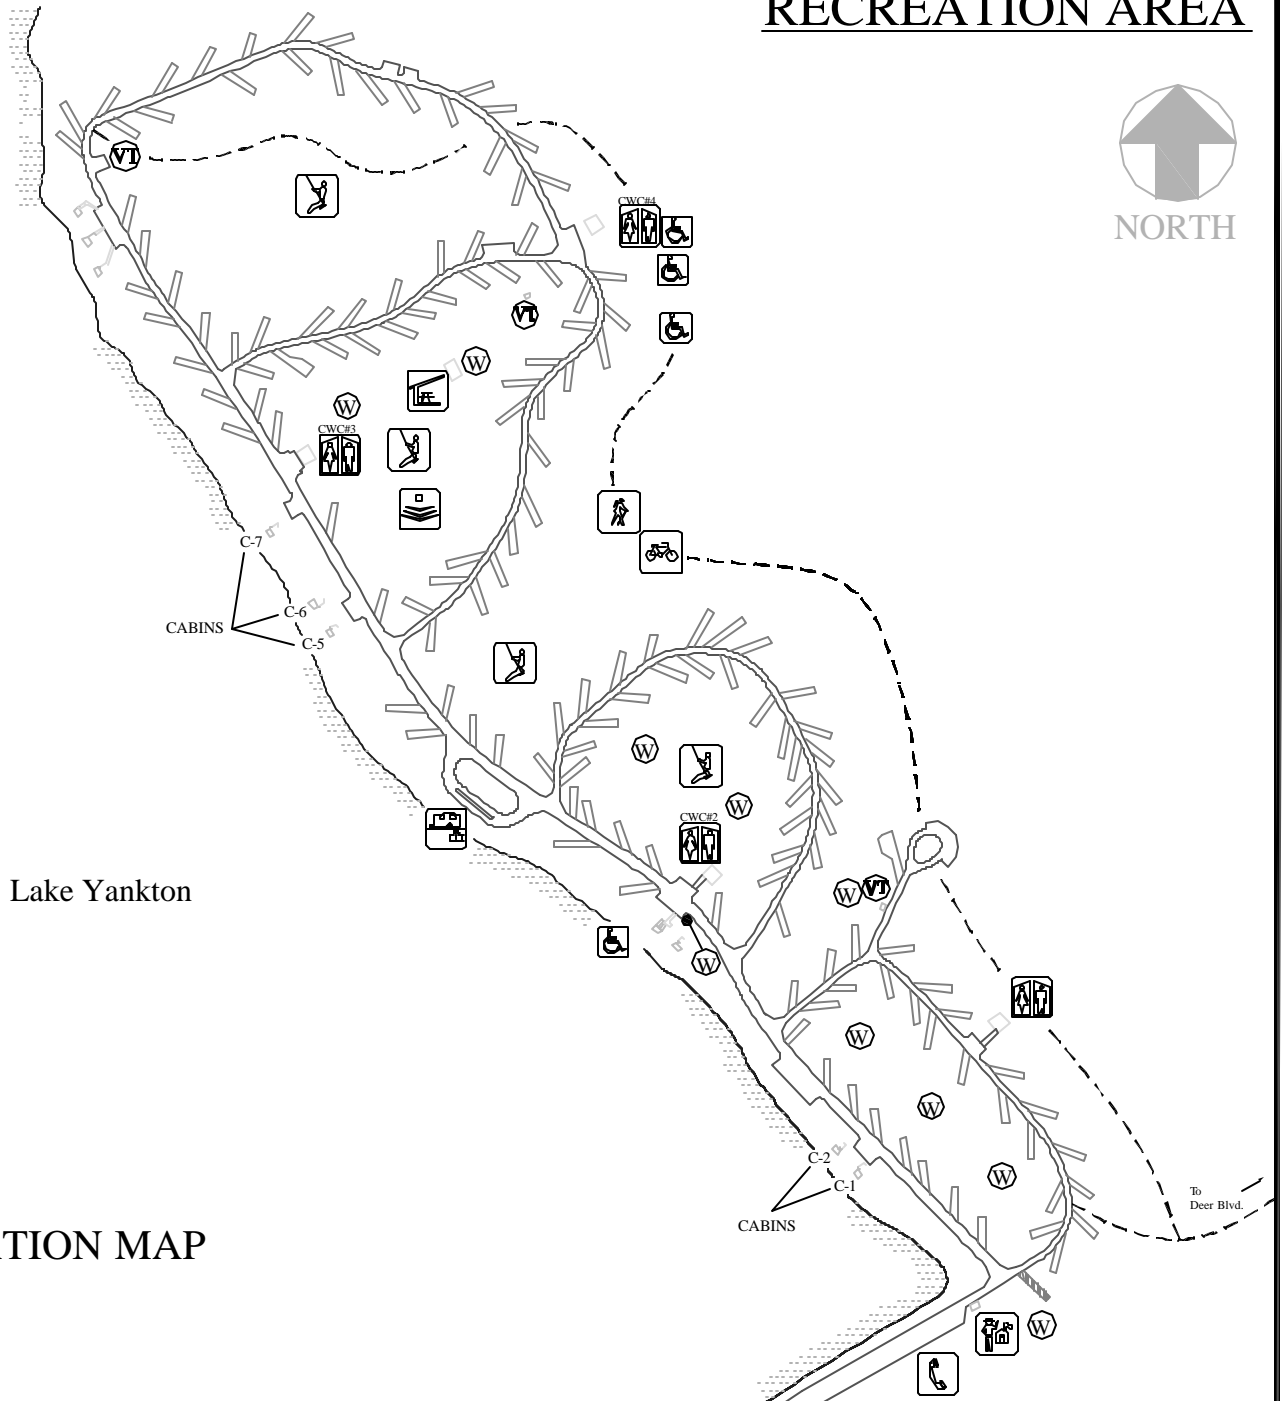 RECREATION AREA
NORTH
VT
CWC#4
VT
W
W
CWC#3
C-7
C-6
CABINS
C-5
W
W
CWC#2
Lake Yankton
W
VT
W
W
W
C-2
W
C-1
To
Deer Blvd.
CABINS
TION MAP
W